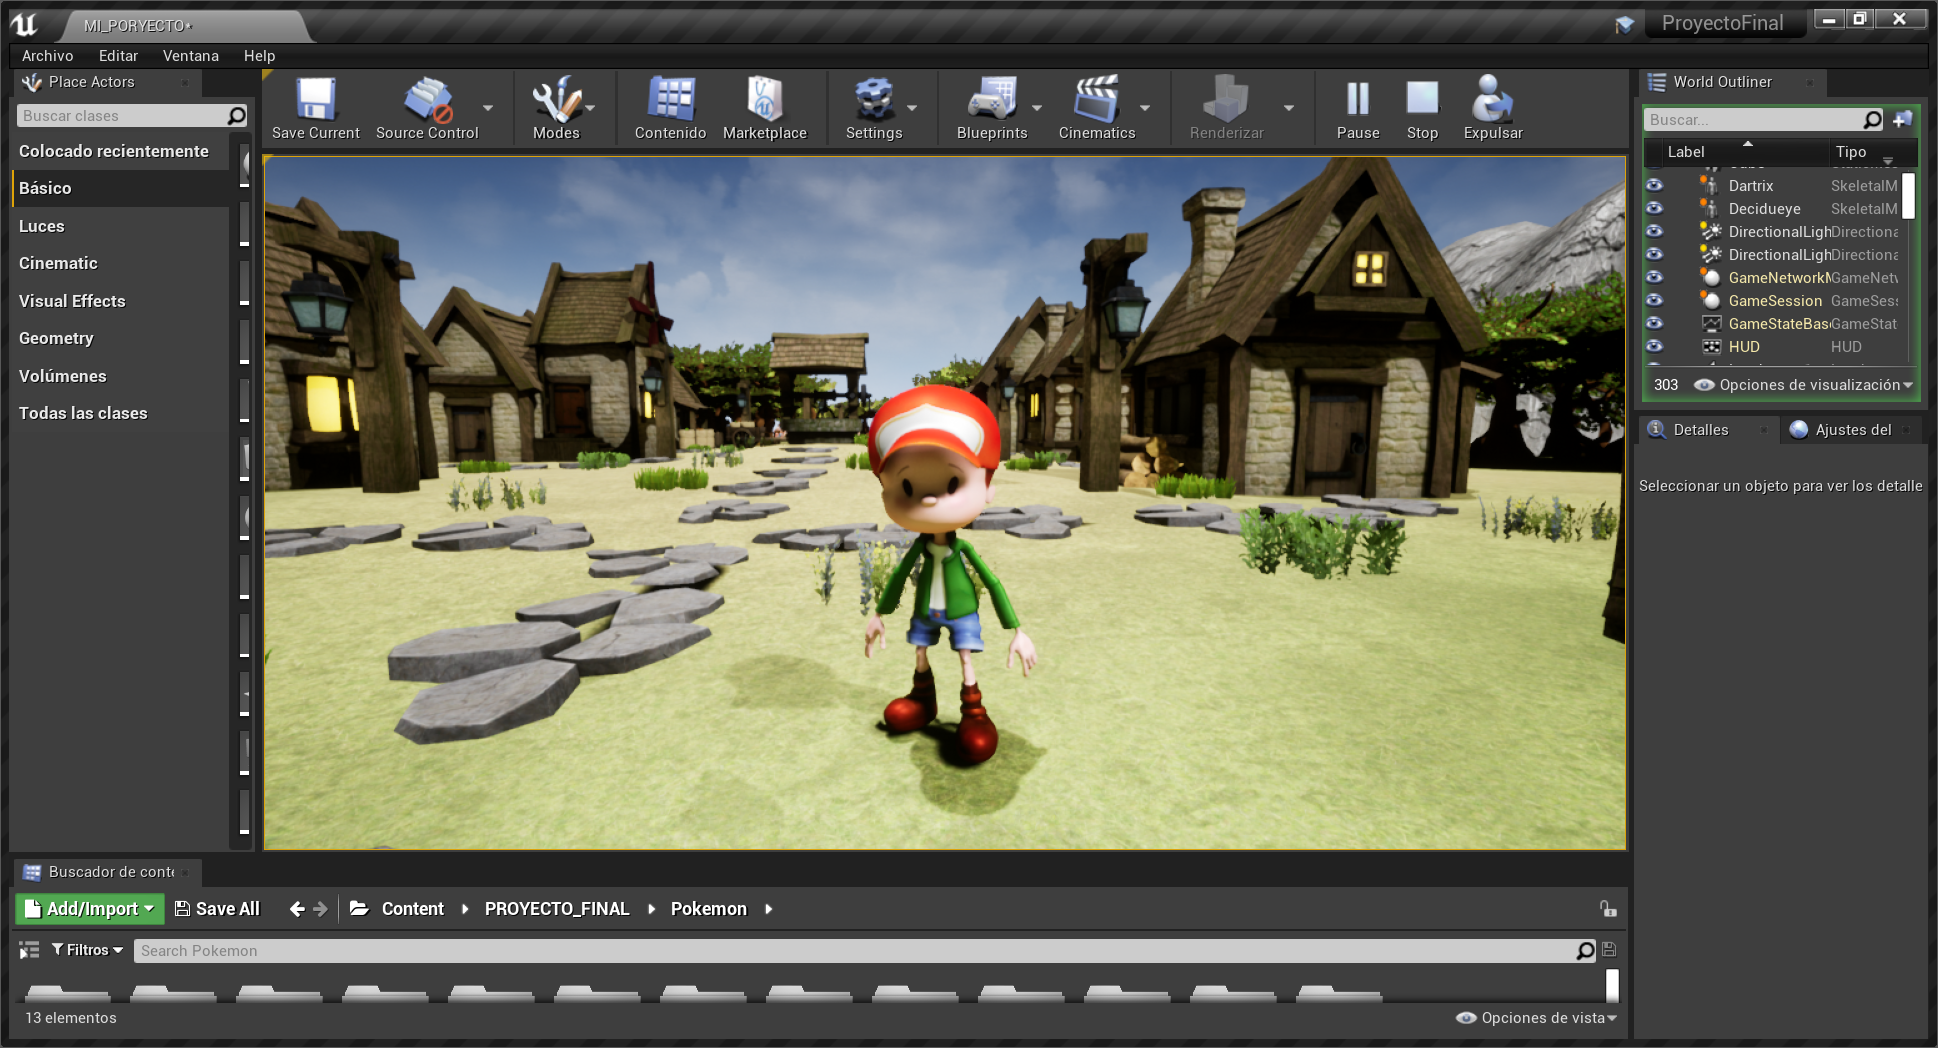 MI_PORYECTO*
ProyectoFinal
Archivo Editar Ventana Help
Place Actors
Buscar clases
Colocado recientemente
Básico
Luces
Cinematic
Visual Effects
Geometry
Volúmenes
Todas las clases
Save Current Source Control Modes Contenido Marketplace Settings Blueprints Cinematics Renderizar Pause Stop Expulsar
World Outliner
Buscar...
Label Tipo
Dartrix SkeletalM
Decidueye SkeletalM
DirectionalLigh Directiona
DirectionalLigh Directiona
GameNetworkM GameNetw
GameSession GameSess
GameStateBase GameStat
HUD HUD
303 Opciones de visualización
Detalles Ajustes del
Seleccionar un objeto para ver los detalle
Buscador de conte
Add/Import Save All Content PROYECTO_FINAL Pokemon
Filtros Search Pokemon
13 elementos Opciones de vista